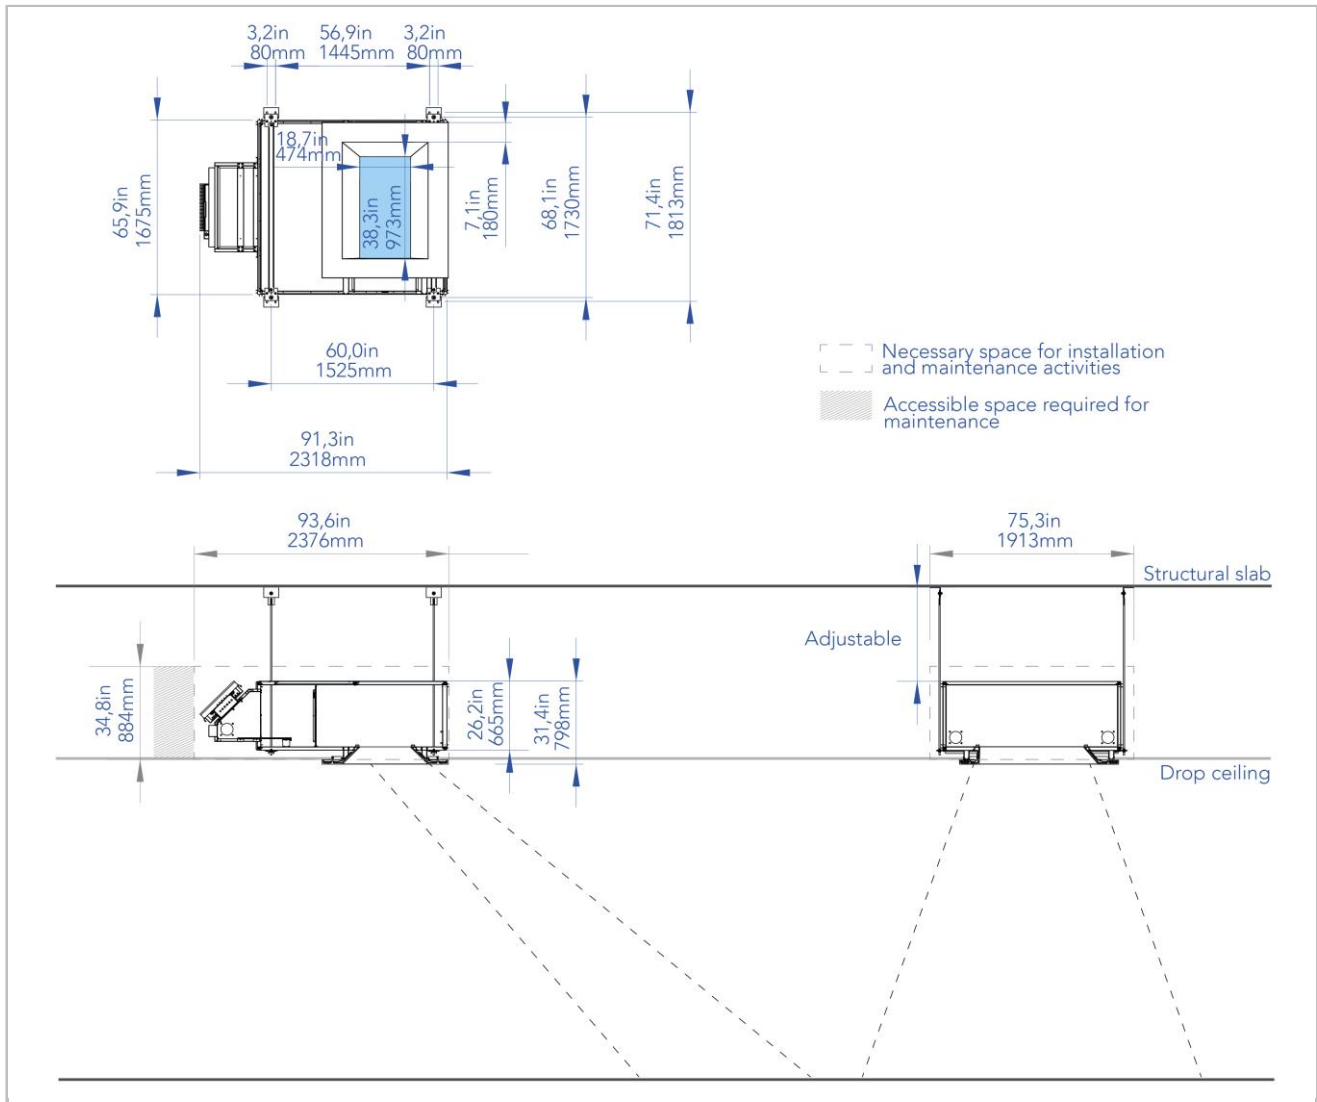 3,2in 56,9in 3,2in
80mm 1445mm 80mm
18,7in
474mm
65,9in
1675mm
38,3in
973mm
7,1in
180mm
68,1in
1730mm
71,4in
1813mm
60,0in
1525mm
91,3in
2318mm
Necessary space for installation
and maintenance activities
Accessible space required for
maintenance
93,6in
2376mm
75,3in
1913mm
Structural slab
Adjustable
34,8in
884mm
26,2in
665mm
31,4in
798mm
Drop ceiling